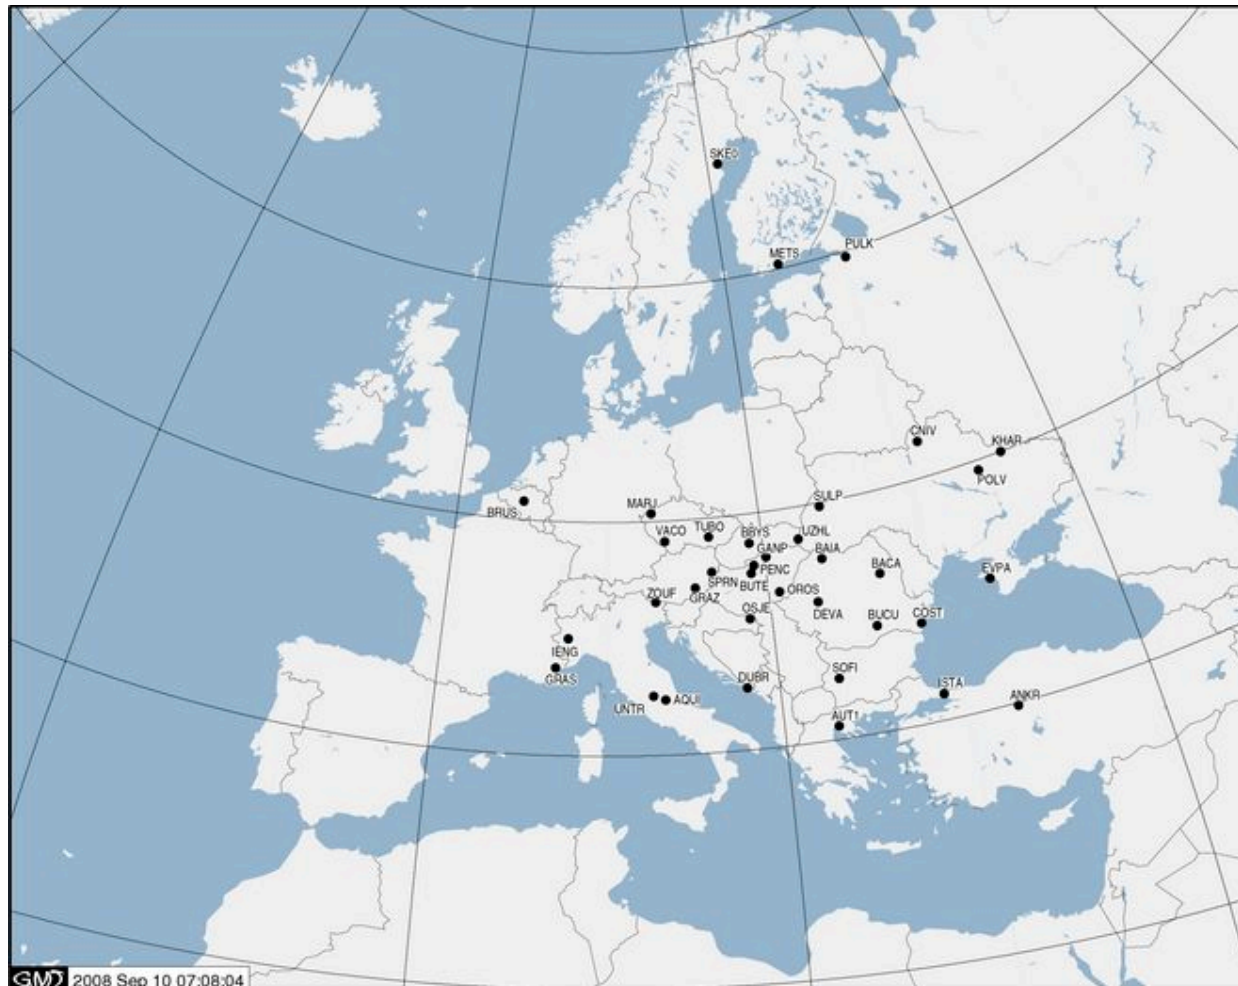 SKE0
PULK
METS
CNIV
KHAR
POLV
SULP
MARJ
BRUS
VACO
TUBO
BBYS
UZHL
GANP
BAIA
PENC
BACA
EVPA
SPRN
BUTE
OROS
ZOUF
GRAZ
OSJE
DEVA
BUCU
COST
IENG
GRAS
SOFI
DUBR
ISTA
ANKR
UNTR
AQUI
AUT1
GMD 2008 Sep 10 07:08:04